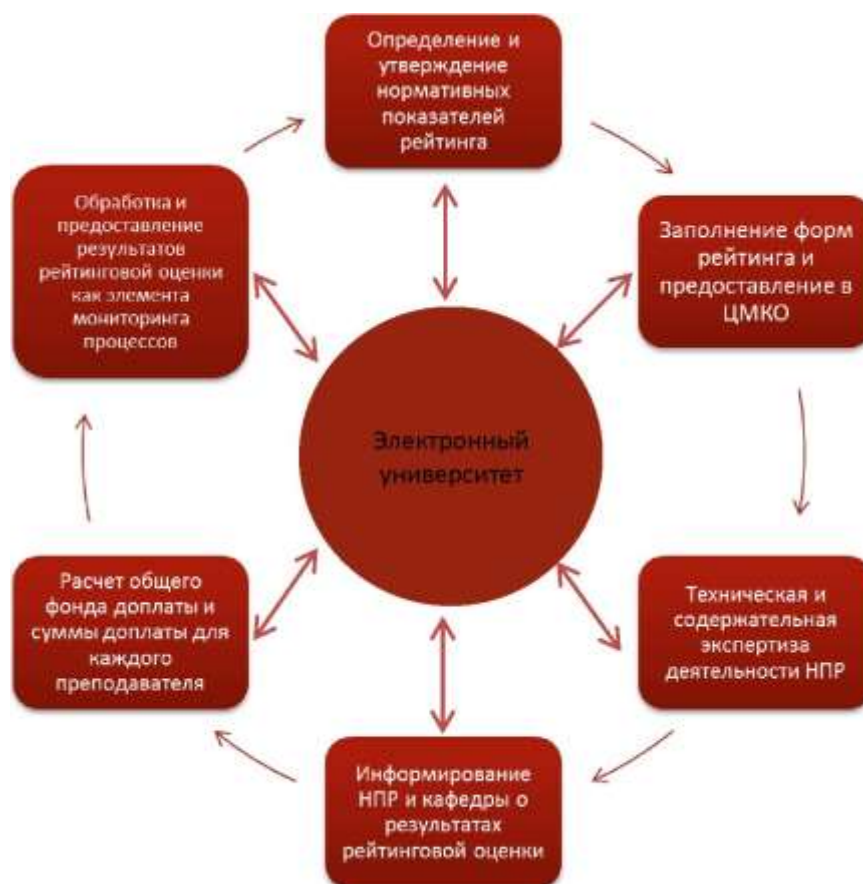 Определение и
утверждение
нормативных
показателей
рейтинга
Заполнение форм
рейтинга и
предоставление в
ЦМКО
Техническая и
содержательная
экспертиза
деятельности НПР
Информирование
НПР и кафедры о
результатах
рейтинговой оценки
Расчет общего
фонда доплаты и
суммы доплаты для
каждого
преподавателя
Обработка и
предоставление
результатов
рейтинговой оценки
как элемента
мониторинга
процессов
Электронный
университет